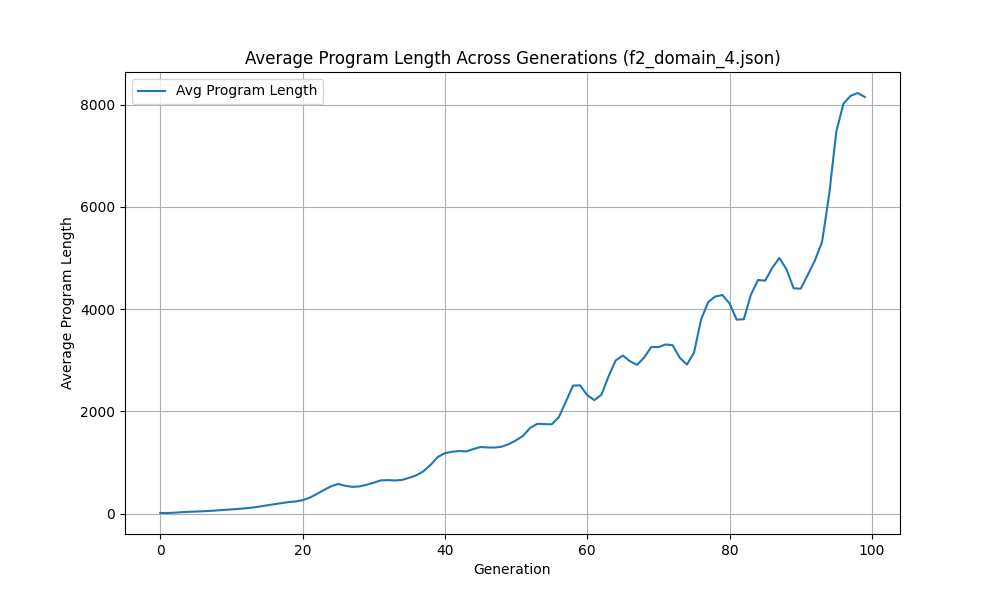 Average Program Length Across Generations (f2_domain_4.json)
Avg Program Length
8000
6000
4000
2000
0
Average Program Length
0 20 40 60 80 100
Generation